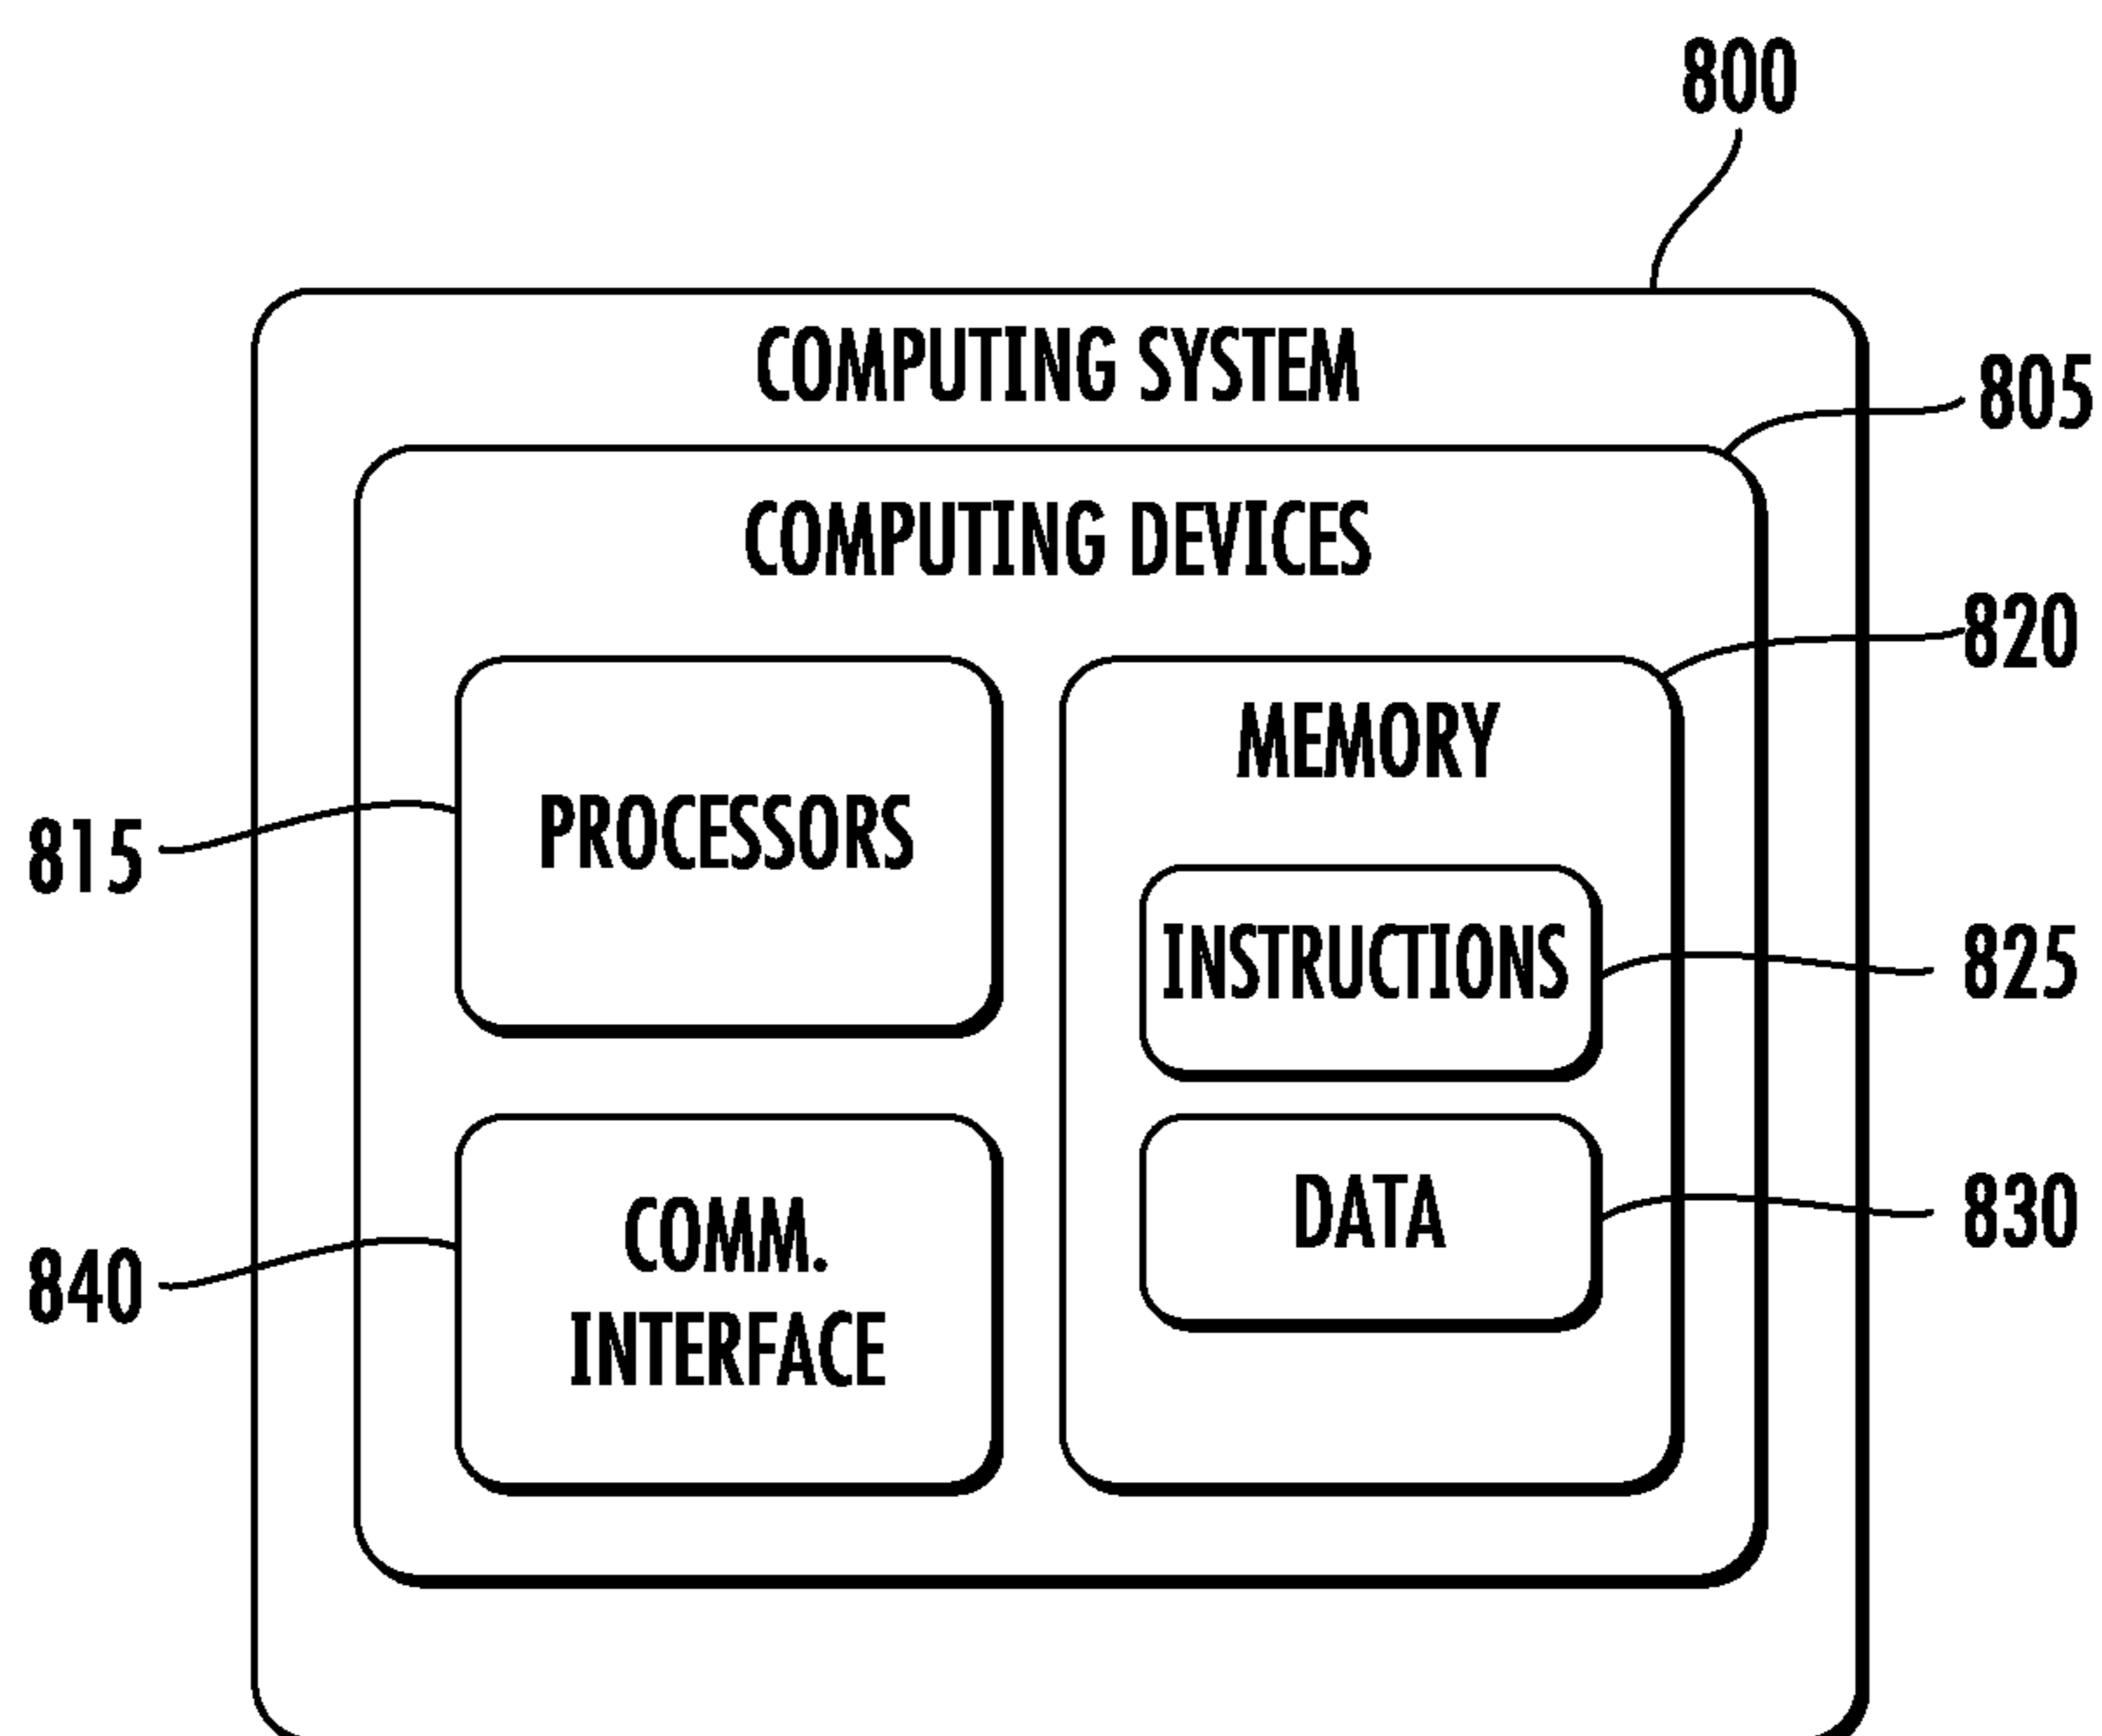 800
COMPUTING SYSTEM
805
COMPUTING DEVICES
820
MEMORY
PROCESSORS
815
INSTRUCTIONS
825
DATA
830
COMM.
INTERFACE
840